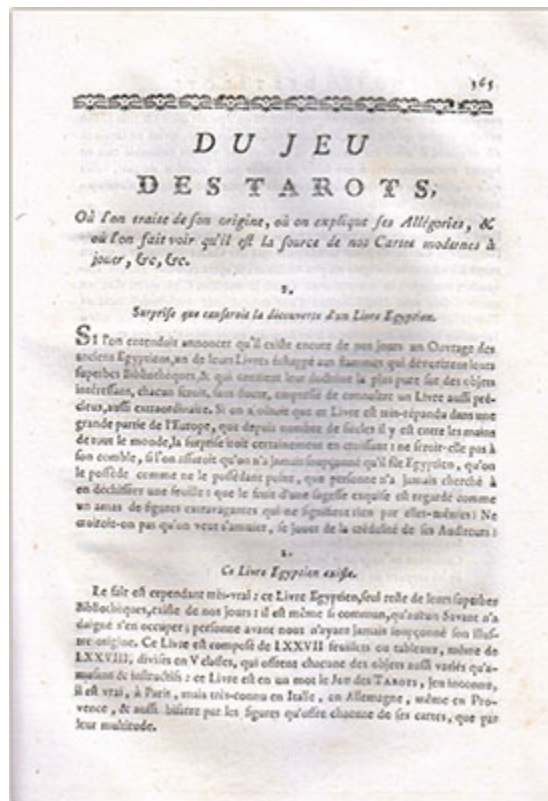 365
DU JEU
DES TAROTS,
Où l'on traite de son origine, où on explique ses Allégories, &
où l'on fait voir qu'il est la source de nos Cartes modernes à
jouer, &c, &c.
1.
Surprise que causeroit la découverte d'un Livre Egyptien.
SI l'on entendoit annoncer qu'il existe encore de nos jours un Ouvrage des
anciens Egyptiens, un de leurs Livres échappé aux flammes qui dévorerent leurs
superbes Bibliothèques, & qui contient leur doctrine la plus pure sur des objets
intéressans, chacun seroit, sans doute, empressé de connoître un Livre aussi pré-
cieux, aussi extraordinaire. Si on ajoûtoit que ce Livre est très-répandu dans une
grande partie de l'Europe, que depuis nombre de siècles il y est entre les mains
de tout le monde, la surprise iroit certainement en croissant : ne seroit-elle pas à
son comble, si l'on assuroit qu'on n'a jamais soupçonné qu'il fût Egyptien, qu'on
le possède comme ne le possédant point, que personne n'a jamais cherché à
en déchiffrer une feuille : que le fruit d'une sagesse exquise est regardé comme
un amas de figures extravagantes qui ne signifient rien par elles-mêmes! Ne
croiroit-on pas qu'on veut s'amuser, se jouer de la crédulité de ses Auditeurs ?
2.
Ce Livre Egyptien existe.
Le fait est cependant très-vrai : ce Livre Egyptien, seul reste de leurs superbes
Bibliothèques, existe de nos jours : il est même si commun, qu'aucun Savant n'a
daigné s'en occuper ; personne avant nous n'ayant jamais soupçonné son illus-
tre origine. Ce Livre est composé de LXXVII feuillets ou tableaux, même de
LXXVIII, divisés en V classes, qui offrent chacune des objets aussi variés qu'a-
musans & instructifs : ce Livre est en un mot le JEU DES TAROTS, jeu inconnu,
il est vrai, à Paris, mais très-connu en Italie, en Allemagne, même en Pro-
vence, & aussi bisarre par les figures qu'offre chacune de ses cartes, que par
leur multitude.